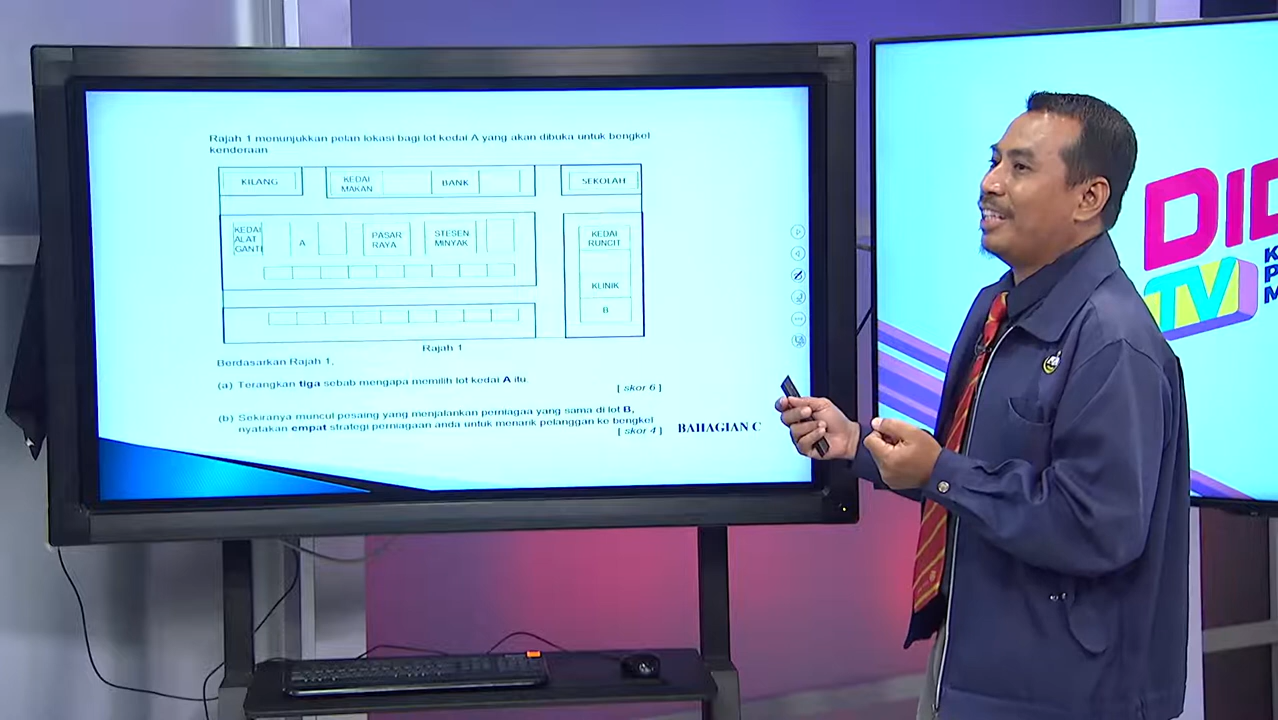 Rajah 1 menunjukkan pelan lokasi bagi lot kedai A yang akan dibuka untuk bengkel
kenderaan
KILANG
KEDAI
MAKAN
BANK
SEKOLAH
KEDAI
ALAT
GANTI
A
PASAR
RAYA
STESEN
MINYAK
KEDAI
RUNCIT
KLINIK
B
Rajah 1
Berdasarkan Rajah 1,
(a) Terangkan tiga sebab mengapa memilih lot kedai A itu.
[ skor 6 ]
(b) Sekiranya muncul pesaing yang menjalankan perniagaa yang sama di lot B,
nyatakan empat strategi perniagaan anda untuk menarik pelanggan ke bengkel
[ skor 4 ]
BAHAGIAN C
DID
TV
K
P
M